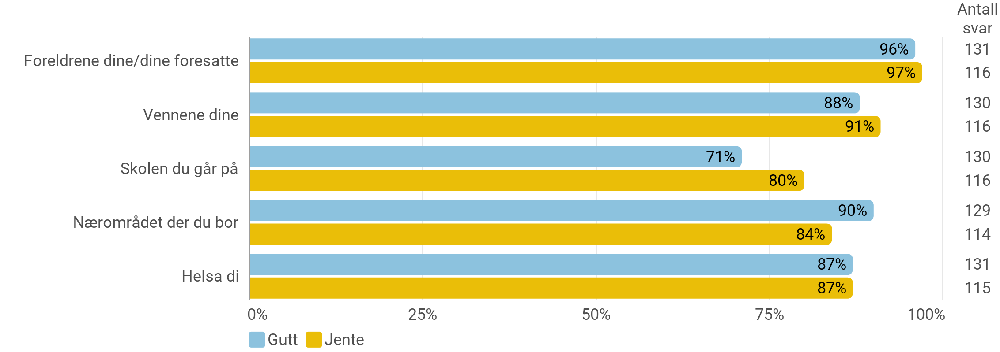 Antall
svar
Foreldrene dine/dine foresatte
96%
131
97%
116
Vennene dine
88%
130
91%
116
Skolen du går på
71%
130
80%
116
Nærområdet der du bor
90%
129
84%
114
Helsa di
87%
131
87%
115
0% 25% 50% 75% 100%
Gutt Jente